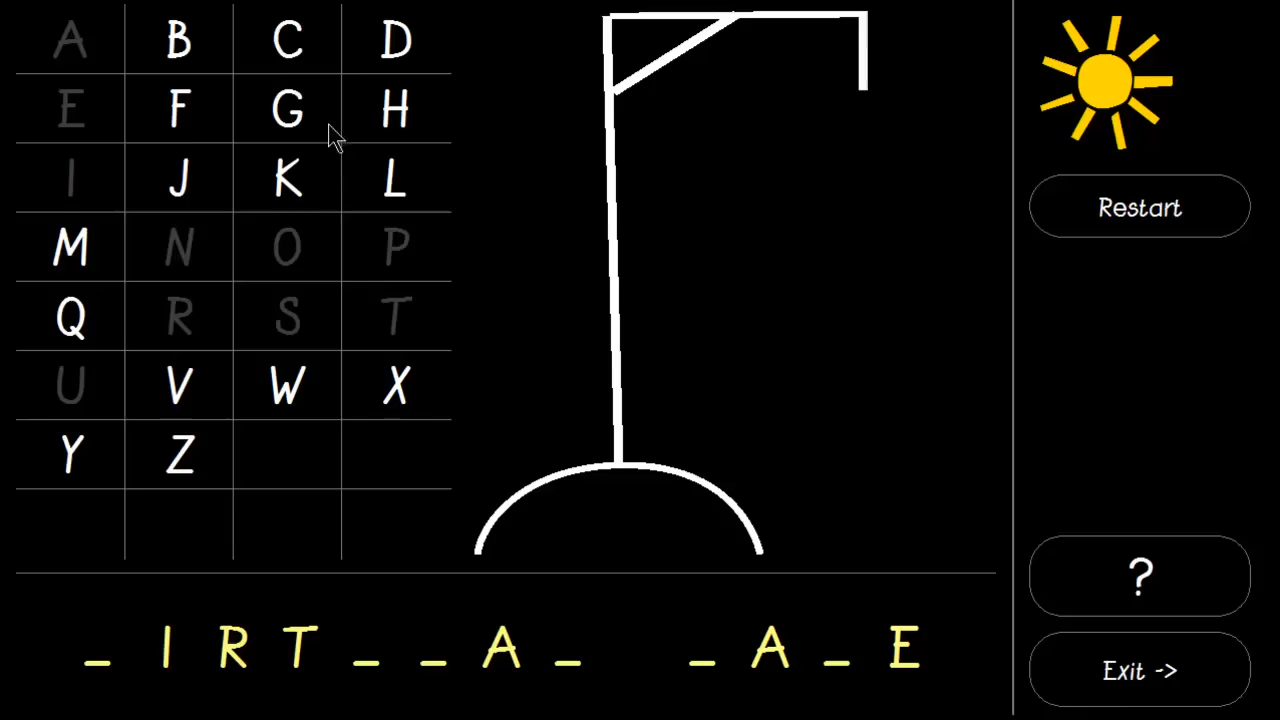 A B C D
E F G H
I J K L
M N O P
Q R S T
U V W X
Y Z
Restart
?
Exit ->
_ I R T _ _ A _ _ A _ E